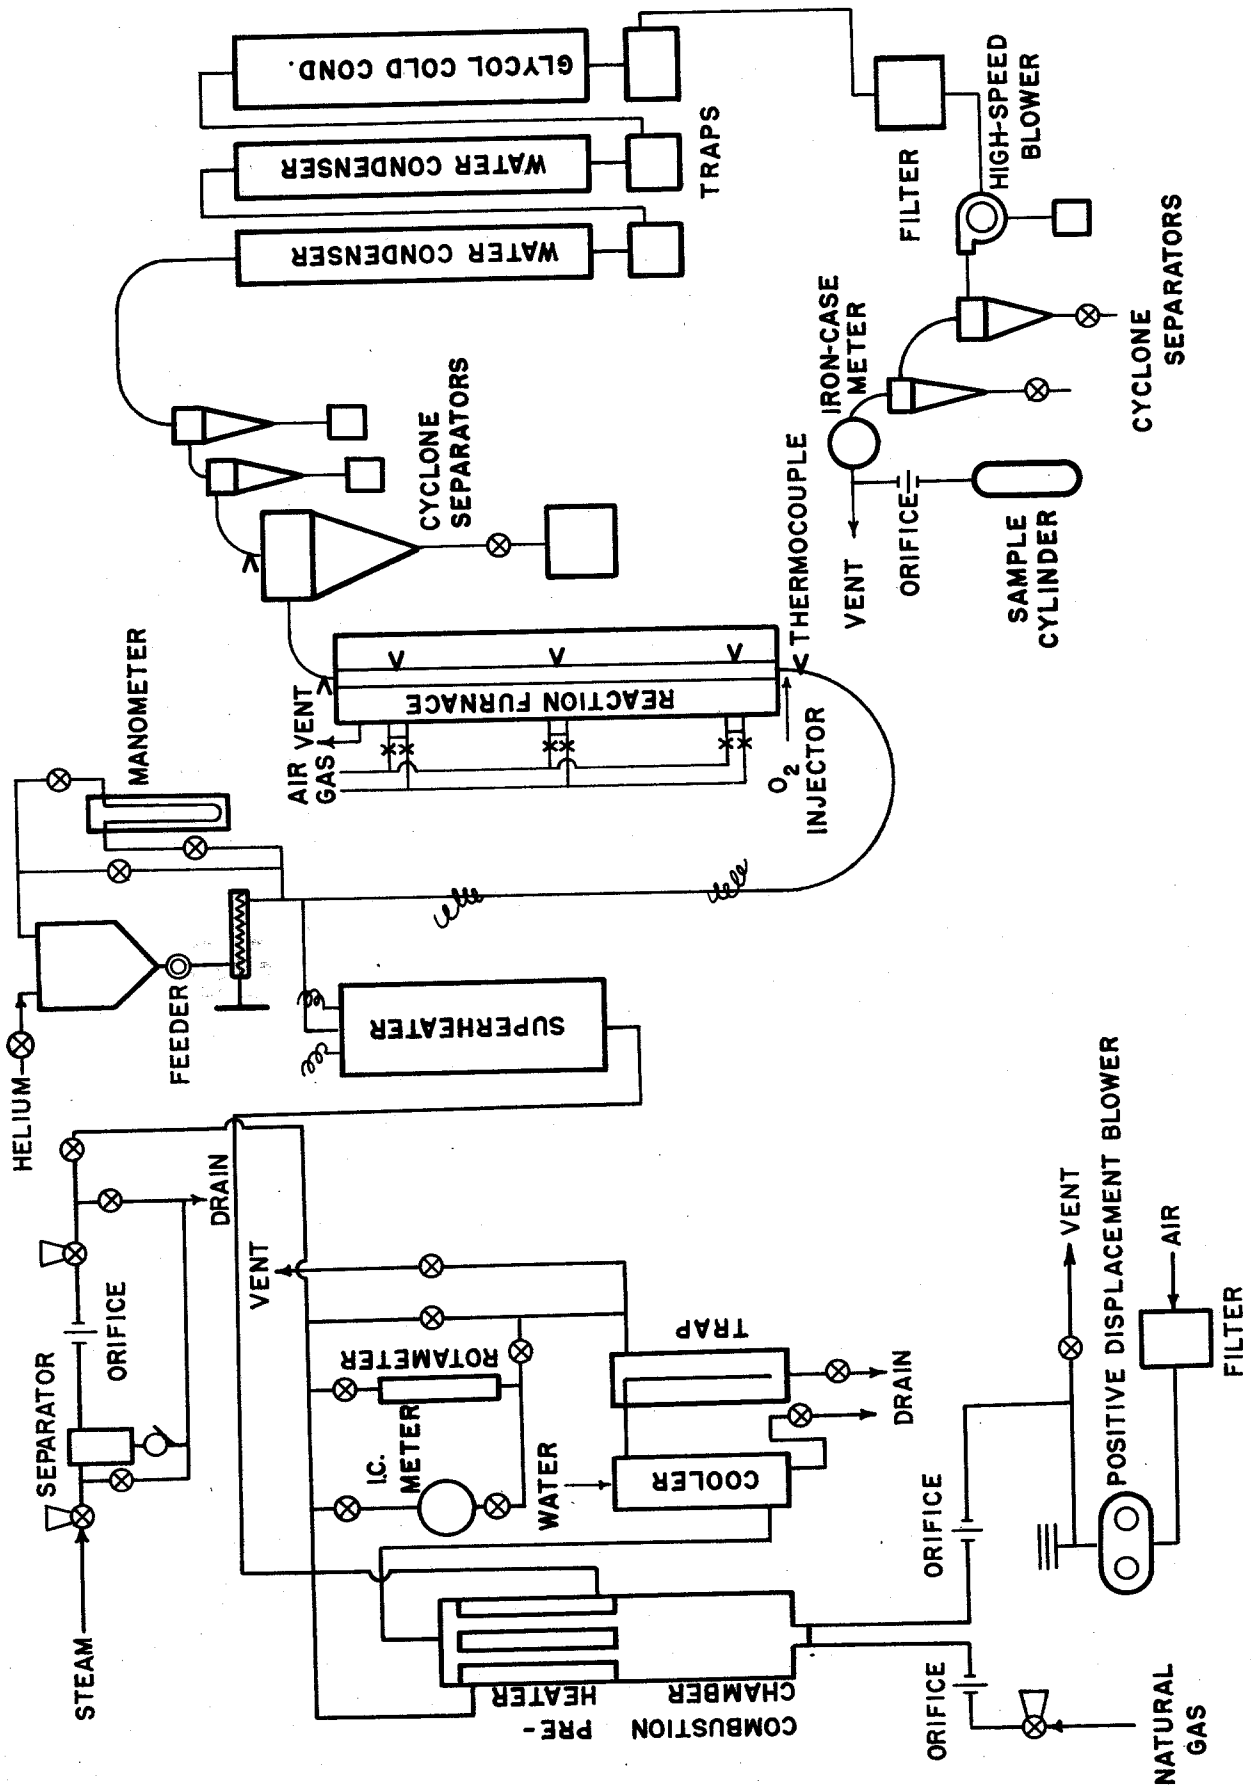 STEAM
SEPARATOR
ORIFICE
DRAIN
HELIUM
FEEDER
MANOMETER
AIR
GAS
VENT
REACTION FURNACE
O2
INJECTOR
THERMOCOUPLE
SUPERHEATER
CYCLONE
SEPARATORS
WATER CONDENSER
WATER CONDENSER
GLYCOL COLD COND.
TRAPS
FILTER
HIGH-SPEED
BLOWER
CYCLONE
SEPARATORS
IRON-CASE
METER
VENT
ORIFICE
SAMPLE
CYLINDER
VENT
ROTAMETER
I.C.
METER
WATER
COOLER
TRAP
DRAIN
PRE-
HEATER
COMBUSTION
CHAMBER
ORIFICE
ORIFICE
NATURAL
GAS
VENT
POSITIVE DISPLACEMENT BLOWER
AIR
FILTER